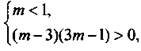 m < 1,
(m−3)(3m−1) > 0,